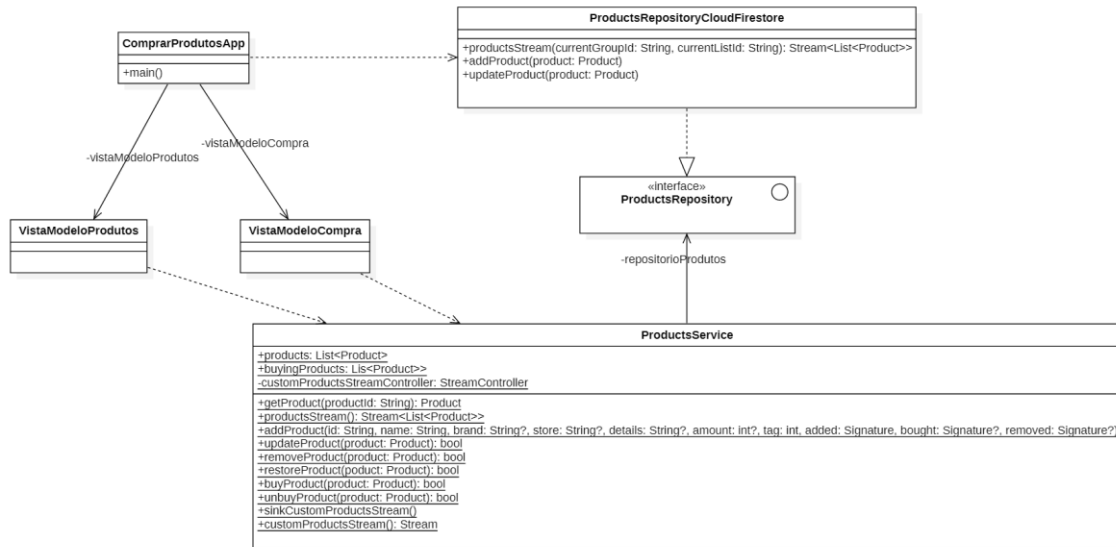 ProductsRepositoryCloudFirestore
+productsStream(currentGroupId: String, currentListId: String): Stream<List<Product>>
+addProduct(product: Product)
+updateProduct(product: Product)
ComprarProdutosApp
+main()
-vistaModeloProdutos
-vistaModeloCompra
«interface»
ProductsRepository
VistaModeloProdutos
VistaModeloCompra
-repositorioProdutos
ProductsService
+products: List<Product>
+buyingProducts: Lis<Product>>
-customProductsStreamController: StreamController
+getProduct(productId: String): Product
+productsStream(): Stream<List<Product>>
+addProduct(id: String, name: String, brand: String?, store: String?, details: String?, amount: int?, tag: int, added: Signature, bought: Signature?, removed: Signature?)
+updateProduct(product: Product): bool
+removeProduct(product: Product): bool
+restoreProduct(poduct: Product): bool
+buyProduct(product: Product): bool
+unbuyProduct(product: Product): bool
+sinkCustomProductsStream()
+customProductsStream(): Stream